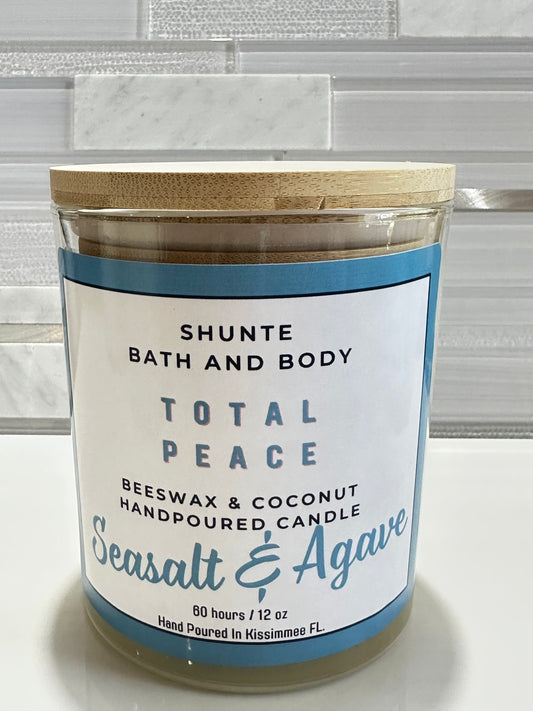 SHUNTE
BATH AND BODY
TOTAL
PEACE
BEESWAX & COCONUT
HANDPOURED CANDLE
Seasalt & Agave
60 hours / 12 oz
Hand Poured In Kissimmee FL.